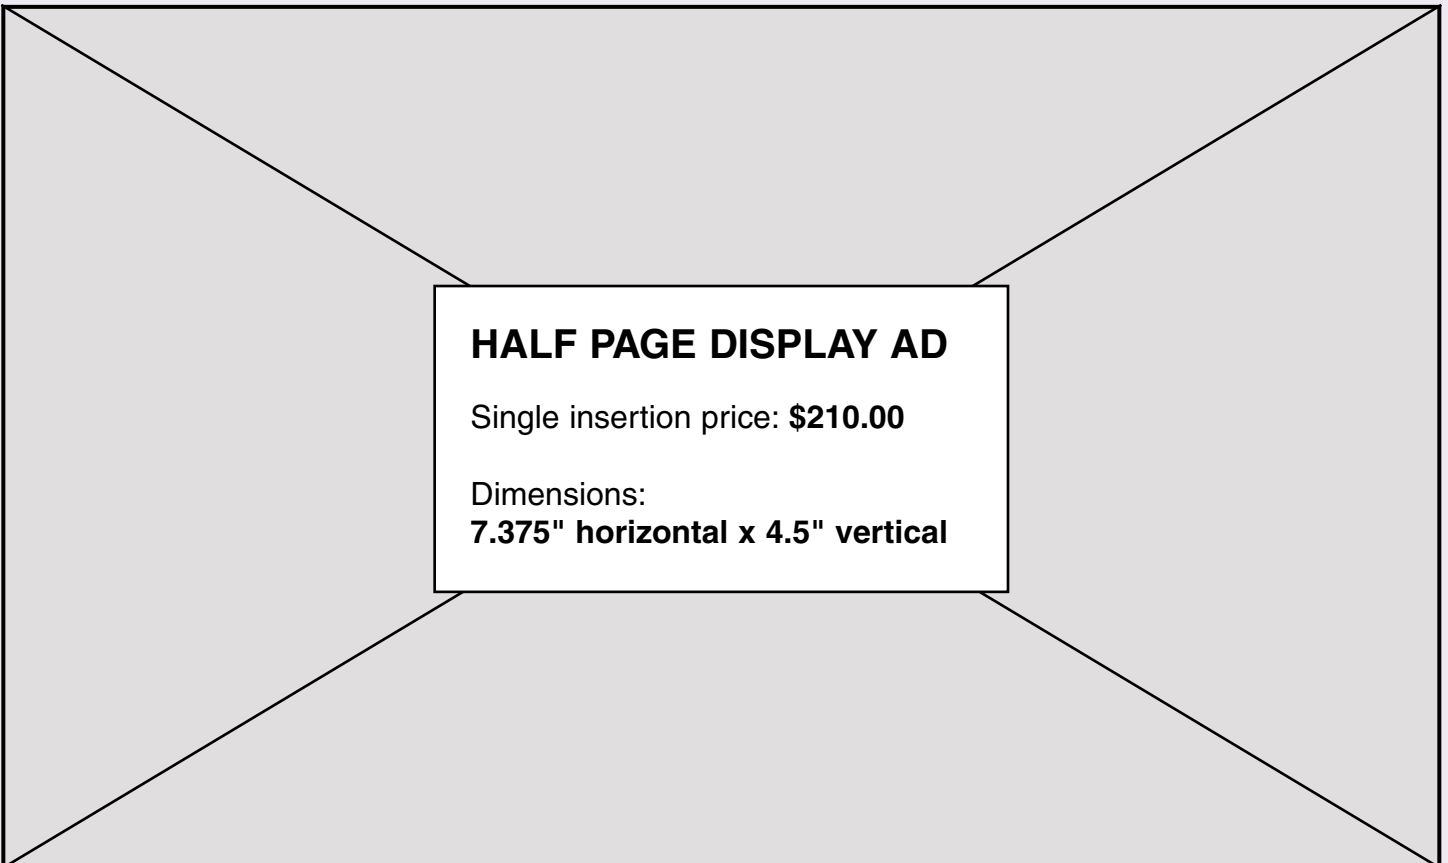 HALF PAGE DISPLAY AD
Single insertion price: $210.00
Dimensions:
7.375" horizontal x 4.5" vertical